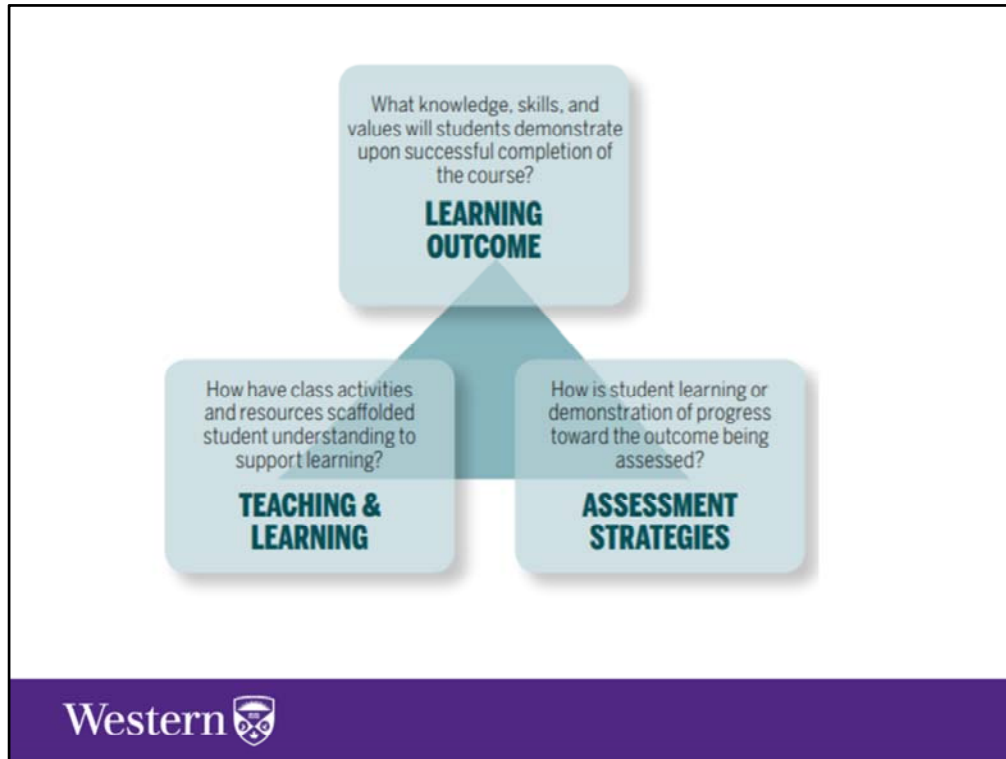 What knowledge, skills, and
values will students demonstrate
upon successful completion of
the course?
LEARNING
OUTCOME
How have class activities
and resources scaffolded
student understanding to
support learning?
TEACHING &
LEARNING
How is student learning or
demonstration of progress
toward the outcome being
assessed?
ASSESSMENT
STRATEGIES
Western